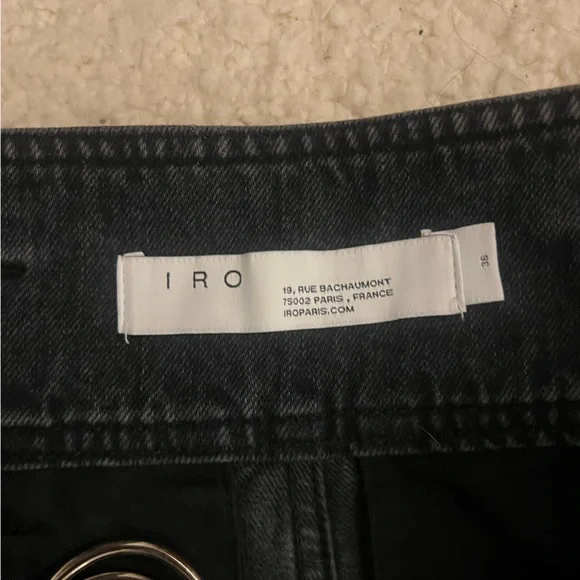 IRO
19, RUE BACHAUMONT
75002 PARIS , FRANCE
IROPARIS.COM
36